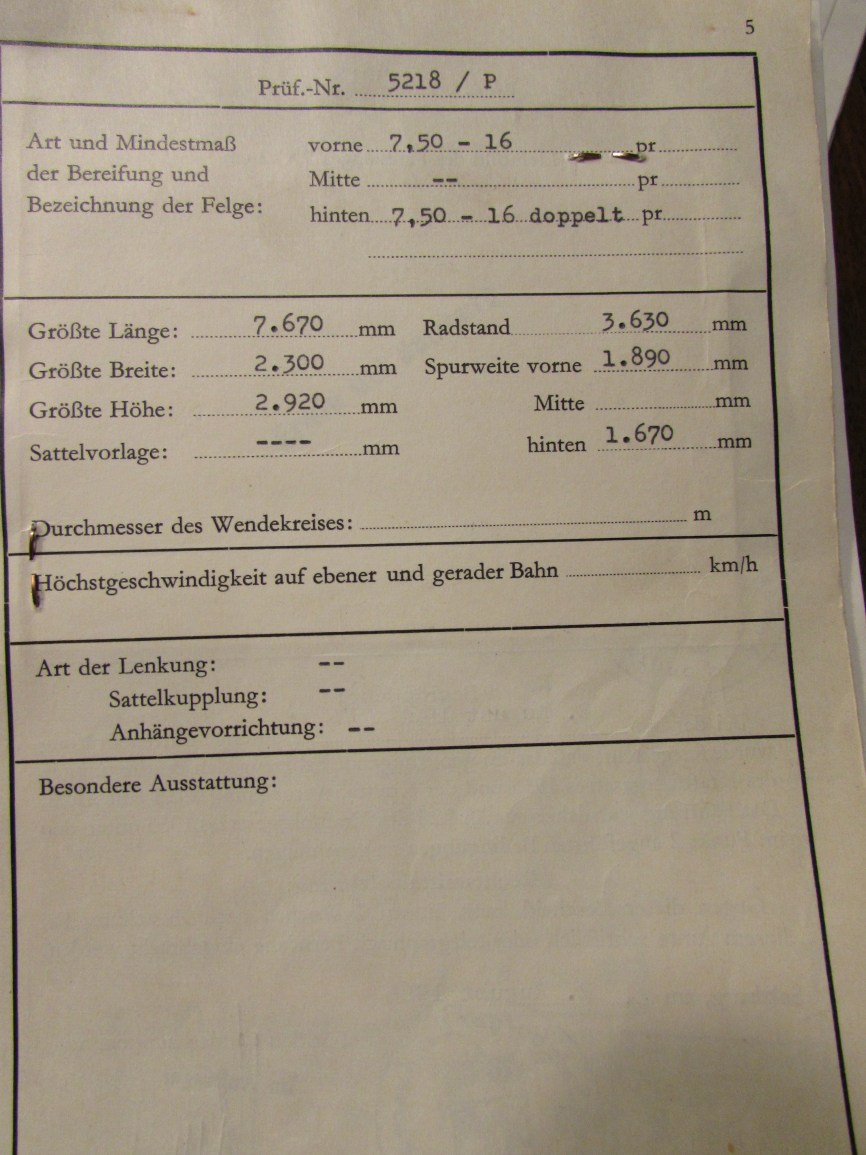 5
Prüf.-Nr. 5218 / P
Art und Mindestmaß vorne 7,50 - 16 pr
der Bereifung und Mitte -- pr
Bezeichnung der Felge: hinten 7,50 - 16 doppelt pr
Größte Länge: 7.670 mm Radstand 3.630 mm
Größte Breite: 2.300 mm Spurweite vorne 1.890 mm
Größte Höhe: 2.920 mm Mitte mm
Sattelvorlage: ---- mm hinten 1.670 mm
Durchmesser des Wendekreises: m
Höchstgeschwindigkeit auf ebener und gerader Bahn km/h
Art der Lenkung: --
Sattelkupplung: --
Anhängevorrichtung: --
Besondere Ausstattung: